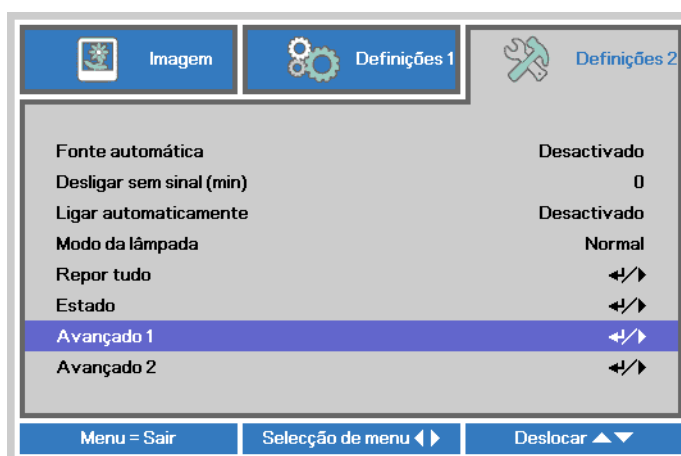 Imagem Definições 1 Definições 2
Fonte automática Desactivado
Desligar sem sinal (min) 0
Ligar automaticamente Desactivado
Modo da lâmpada Normal
Repor tudo
Estado
Avançado 1
Avançado 2
Menu = Sair Selecção de menu Deslocar